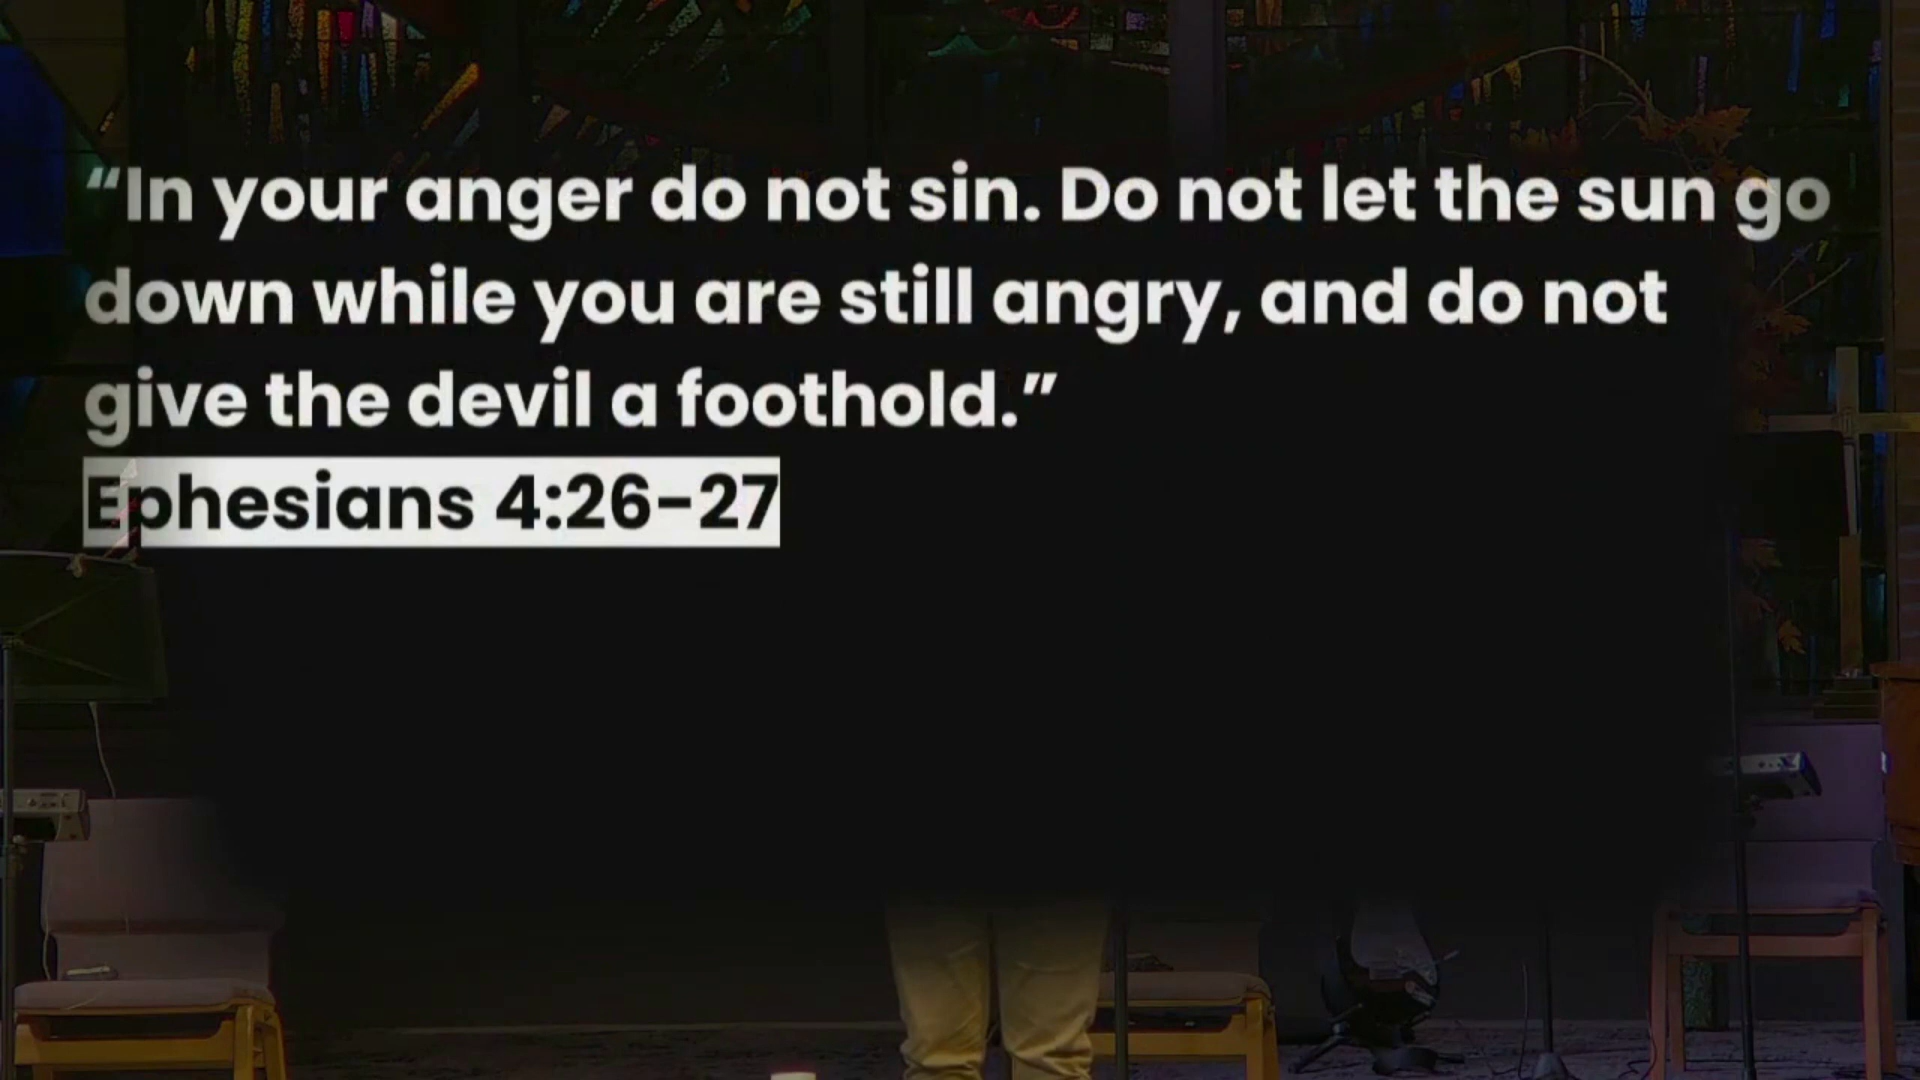 “In your anger do not sin. Do not let the sun go
down while you are still angry, and do not
give the devil a foothold.”
Ephesians 4:26–27